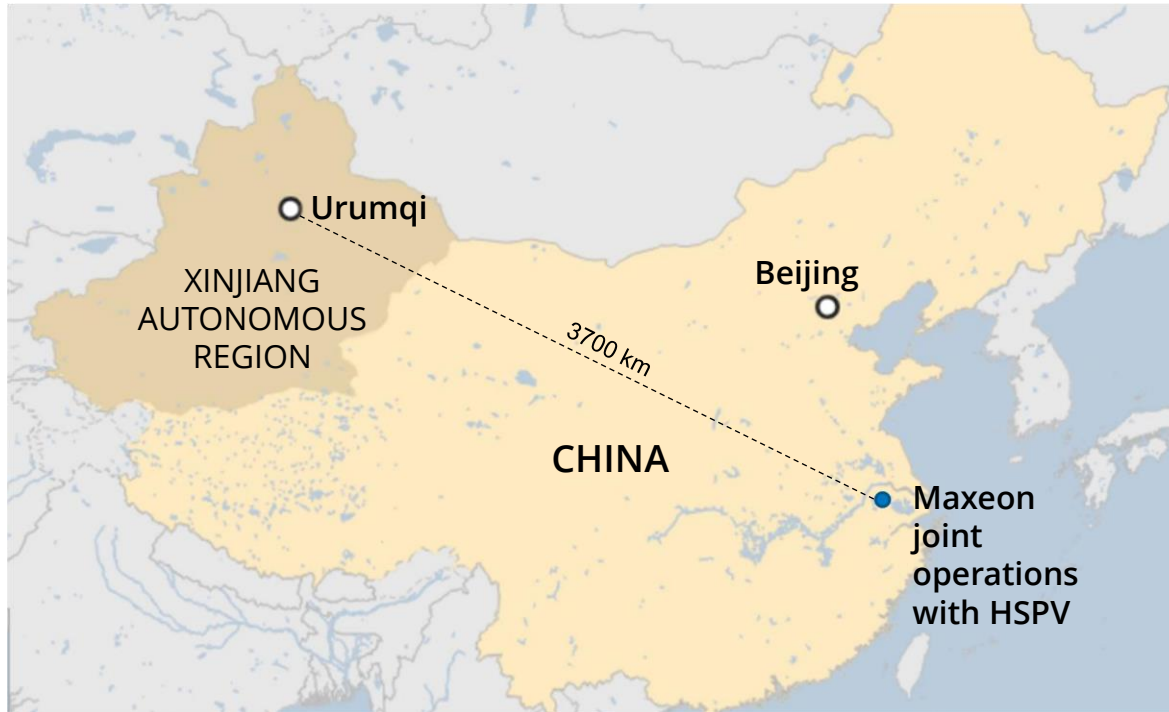 Urumqi
XINJIANG
AUTONOMOUS
REGION
Beijing
3700 km
CHINA
Maxeon
joint
operations
with HSPV